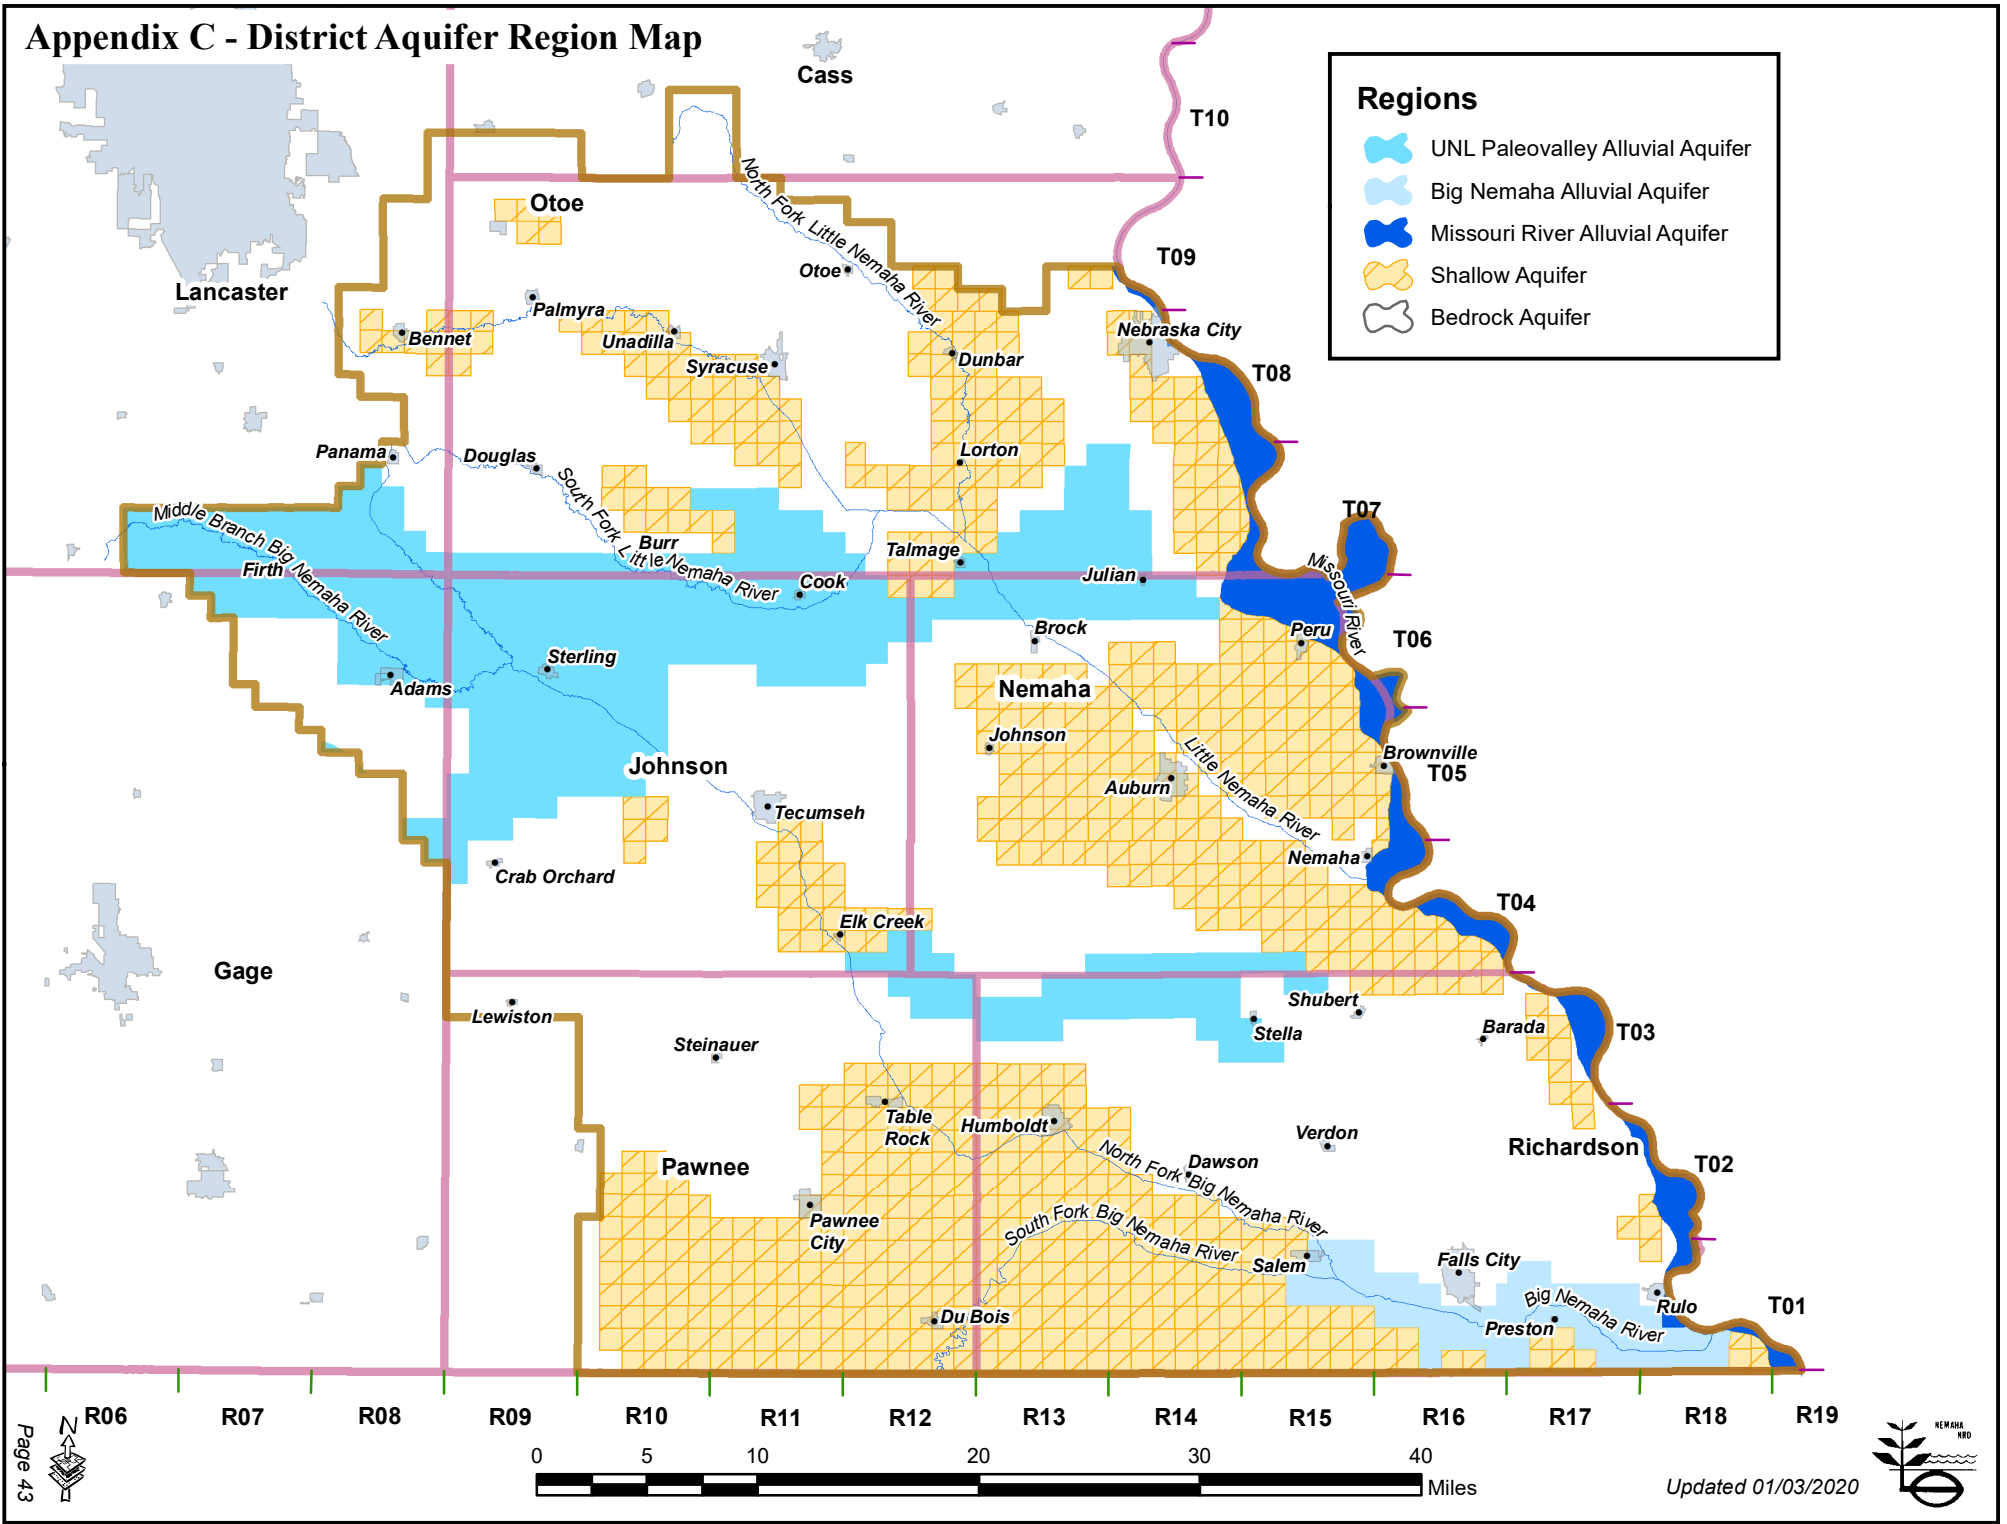 Appendix C - District Aquifer Region Map
Cass
Regions
UNL Paleovalley Alluvial Aquifer
Big Nemaha Alluvial Aquifer
Missouri River Alluvial Aquifer
Shallow Aquifer
Bedrock Aquifer
T10
T09
T08
T07
T06
T05
T04
T03
T02
T01
Otoe
North Fork Little Nemaha River
Otoe
Lancaster
Palmyra
Bennet
Unadilla
Syracuse
Dunbar
Nebraska City
Panama
Douglas
Lorton
South Fork Little Nemaha River
Middle Branch Big Nemaha River
Firth
Burr
Talmage
Cook
Julian
Missouri River
Brock
Peru
Sterling
Adams
Nemaha
Johnson
Johnson
Little Nemaha River
Brownville
Auburn
Tecumseh
Nemaha
Crab Orchard
Elk Creek
Gage
Lewiston
Shubert
Stella
Barada
Steinauer
Table
Rock
Humboldt
Verdon
Richardson
Pawnee
North Fork Big Nemaha River
Dawson
Pawnee
City
South Fork Big Nemaha River
Salem
Falls City
Big Nemaha River
Rulo
Preston
Du Bois
R06
R07
R08
R09
R10
R11
R12
R13
R14
R15
R16
R17
R18
R19
Page 43
N
0
5
10
20
30
40
Miles
Updated 01/03/2020
NEMAHA
NRD